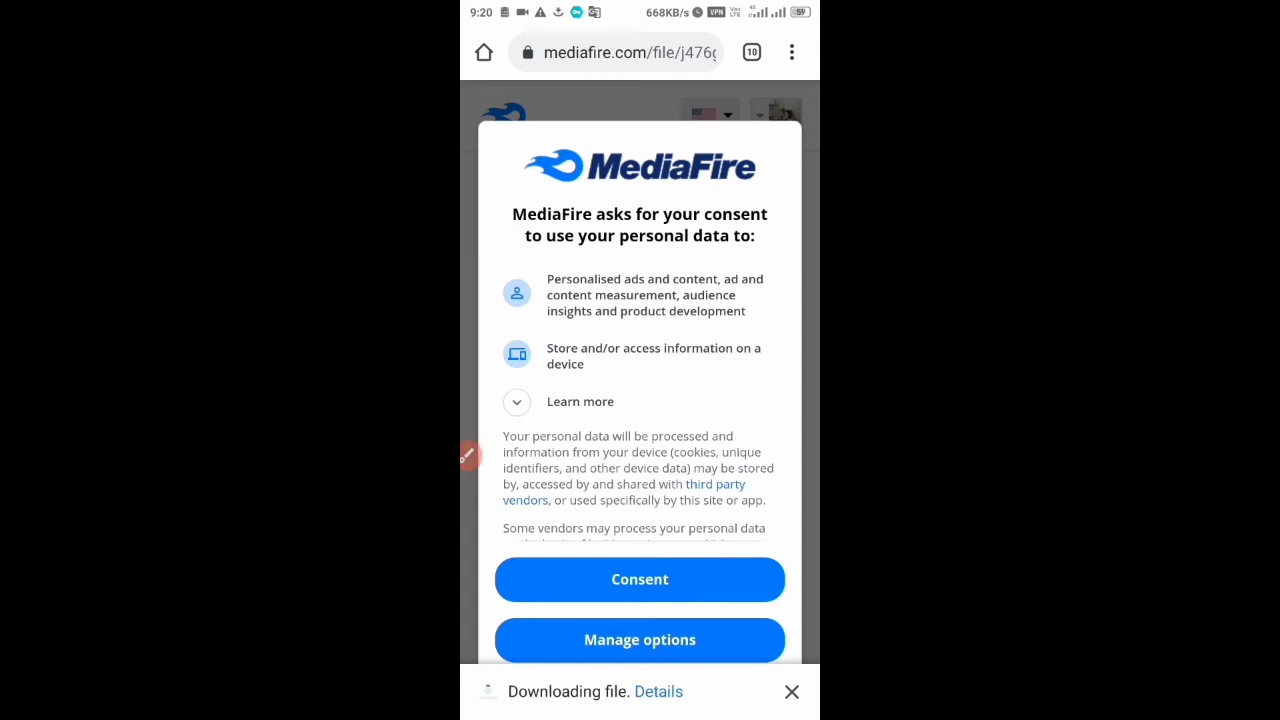 9:20 668KB/s VPN Vo LTE 4G 59
mediafire.com/file/j476 10
MediaFire
MediaFire asks for your consent
to use your personal data to:
Personalised ads and content, ad and
content measurement, audience
insights and product development
Store and/or access information on a
device
Learn more
Your personal data will be processed and
information from your device (cookies, unique
identifiers, and other device data) may be stored
by, accessed by and shared with third party
vendors, or used specifically by this site or app.
Some vendors may process your personal data
Consent
Manage options
Downloading file. Details